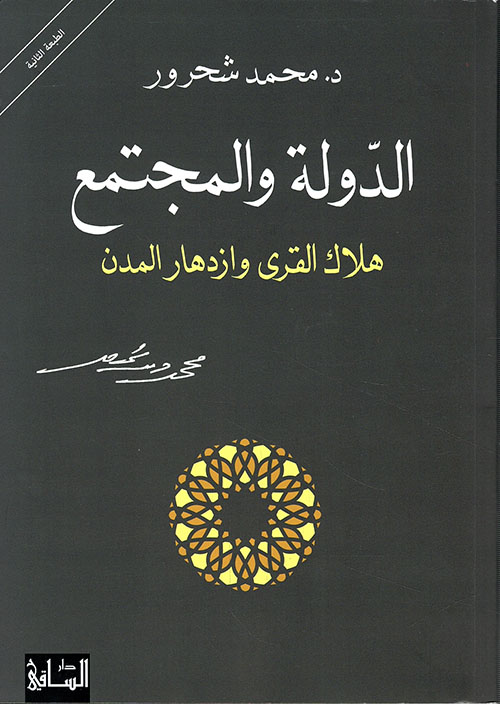 الطبعة الثانية
د. محمد شحرور
الدّولة والمجتمع
هلاك القرى وازدهار المدن
دار
الساقي